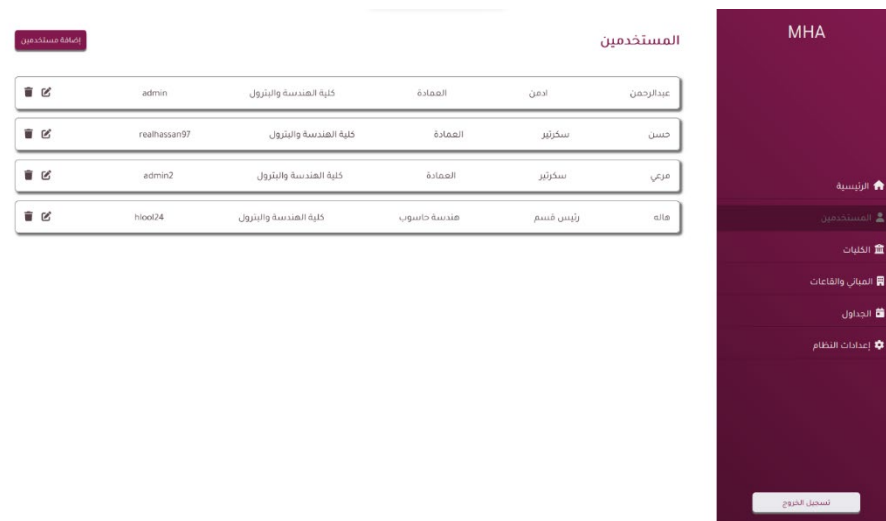 MHA
الرئيسية
المستخدمين
الكليات
المباني والقاعات
الجداول
إعدادات النظام
تسجيل الخروج
المستخدمين
إضافة مستخدمين
عبدالرحمن ادمن العمادة كلية الهندسة والبترول admin
حسن سكرتير العمادة كلية الهندسة والبترول realhassan97
مرعي سكرتير العمادة كلية الهندسة والبترول admin2
هاله رئيس قسم هندسة حاسوب كلية الهندسة والبترول hlool24